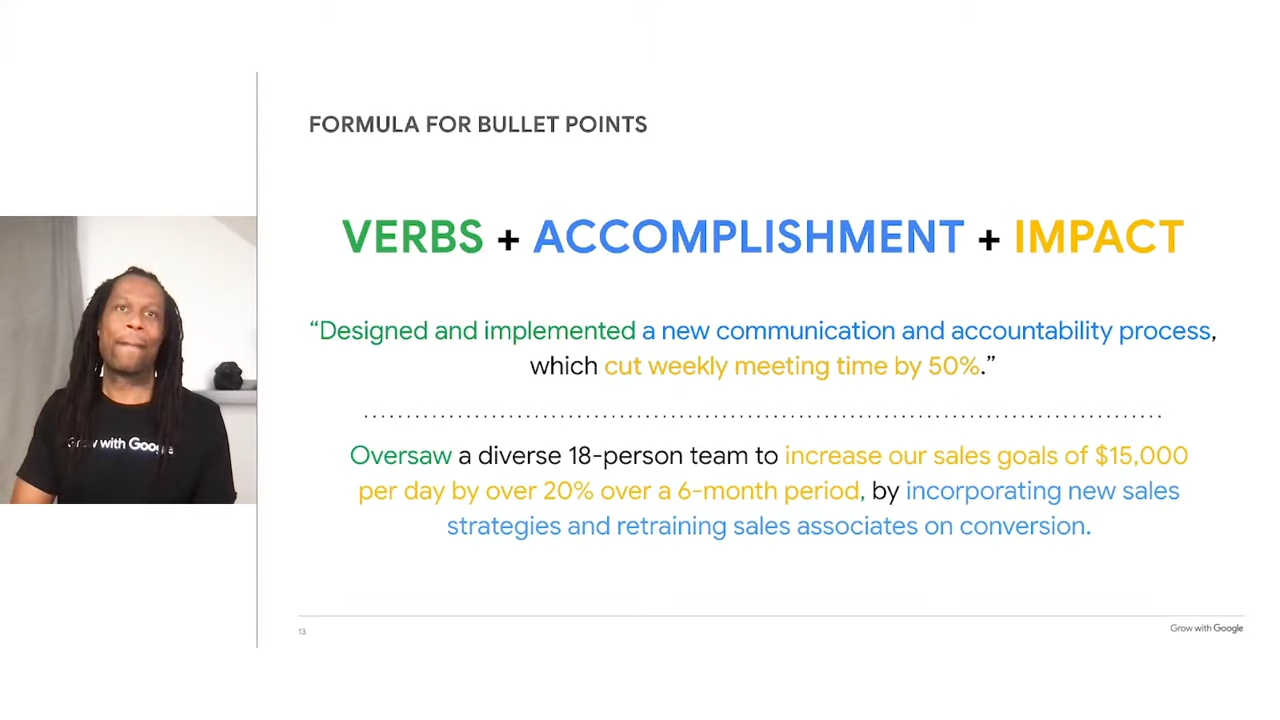 FORMULA FOR BULLET POINTS
VERBS + ACCOMPLISHMENT + IMPACT
“Designed and implemented a new communication and accountability process,
which cut weekly meeting time by 50%.”
Oversaw a diverse 18-person team to increase our sales goals of $15,000
per day by over 20% over a 6-month period, by incorporating new sales
strategies and retraining sales associates on conversion.
Grow with Google
13
Grow with Google